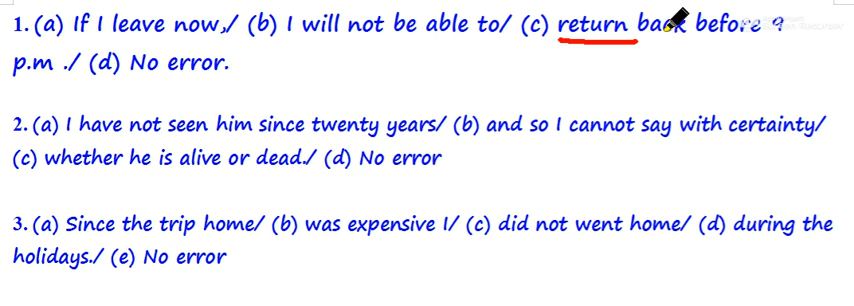 1. (a) If I leave now,/ (b) I will not be able to/ (c) return back before 9
p.m ./ (d) No error.
2. (a) I have not seen him since twenty years/ (b) and so I cannot say with certainty/
(c) whether he is alive or dead./ (d) No error
3. (a) Since the trip home/ (b) was expensive I/ (c) did not went home/ (d) during the
holidays./ (e) No error